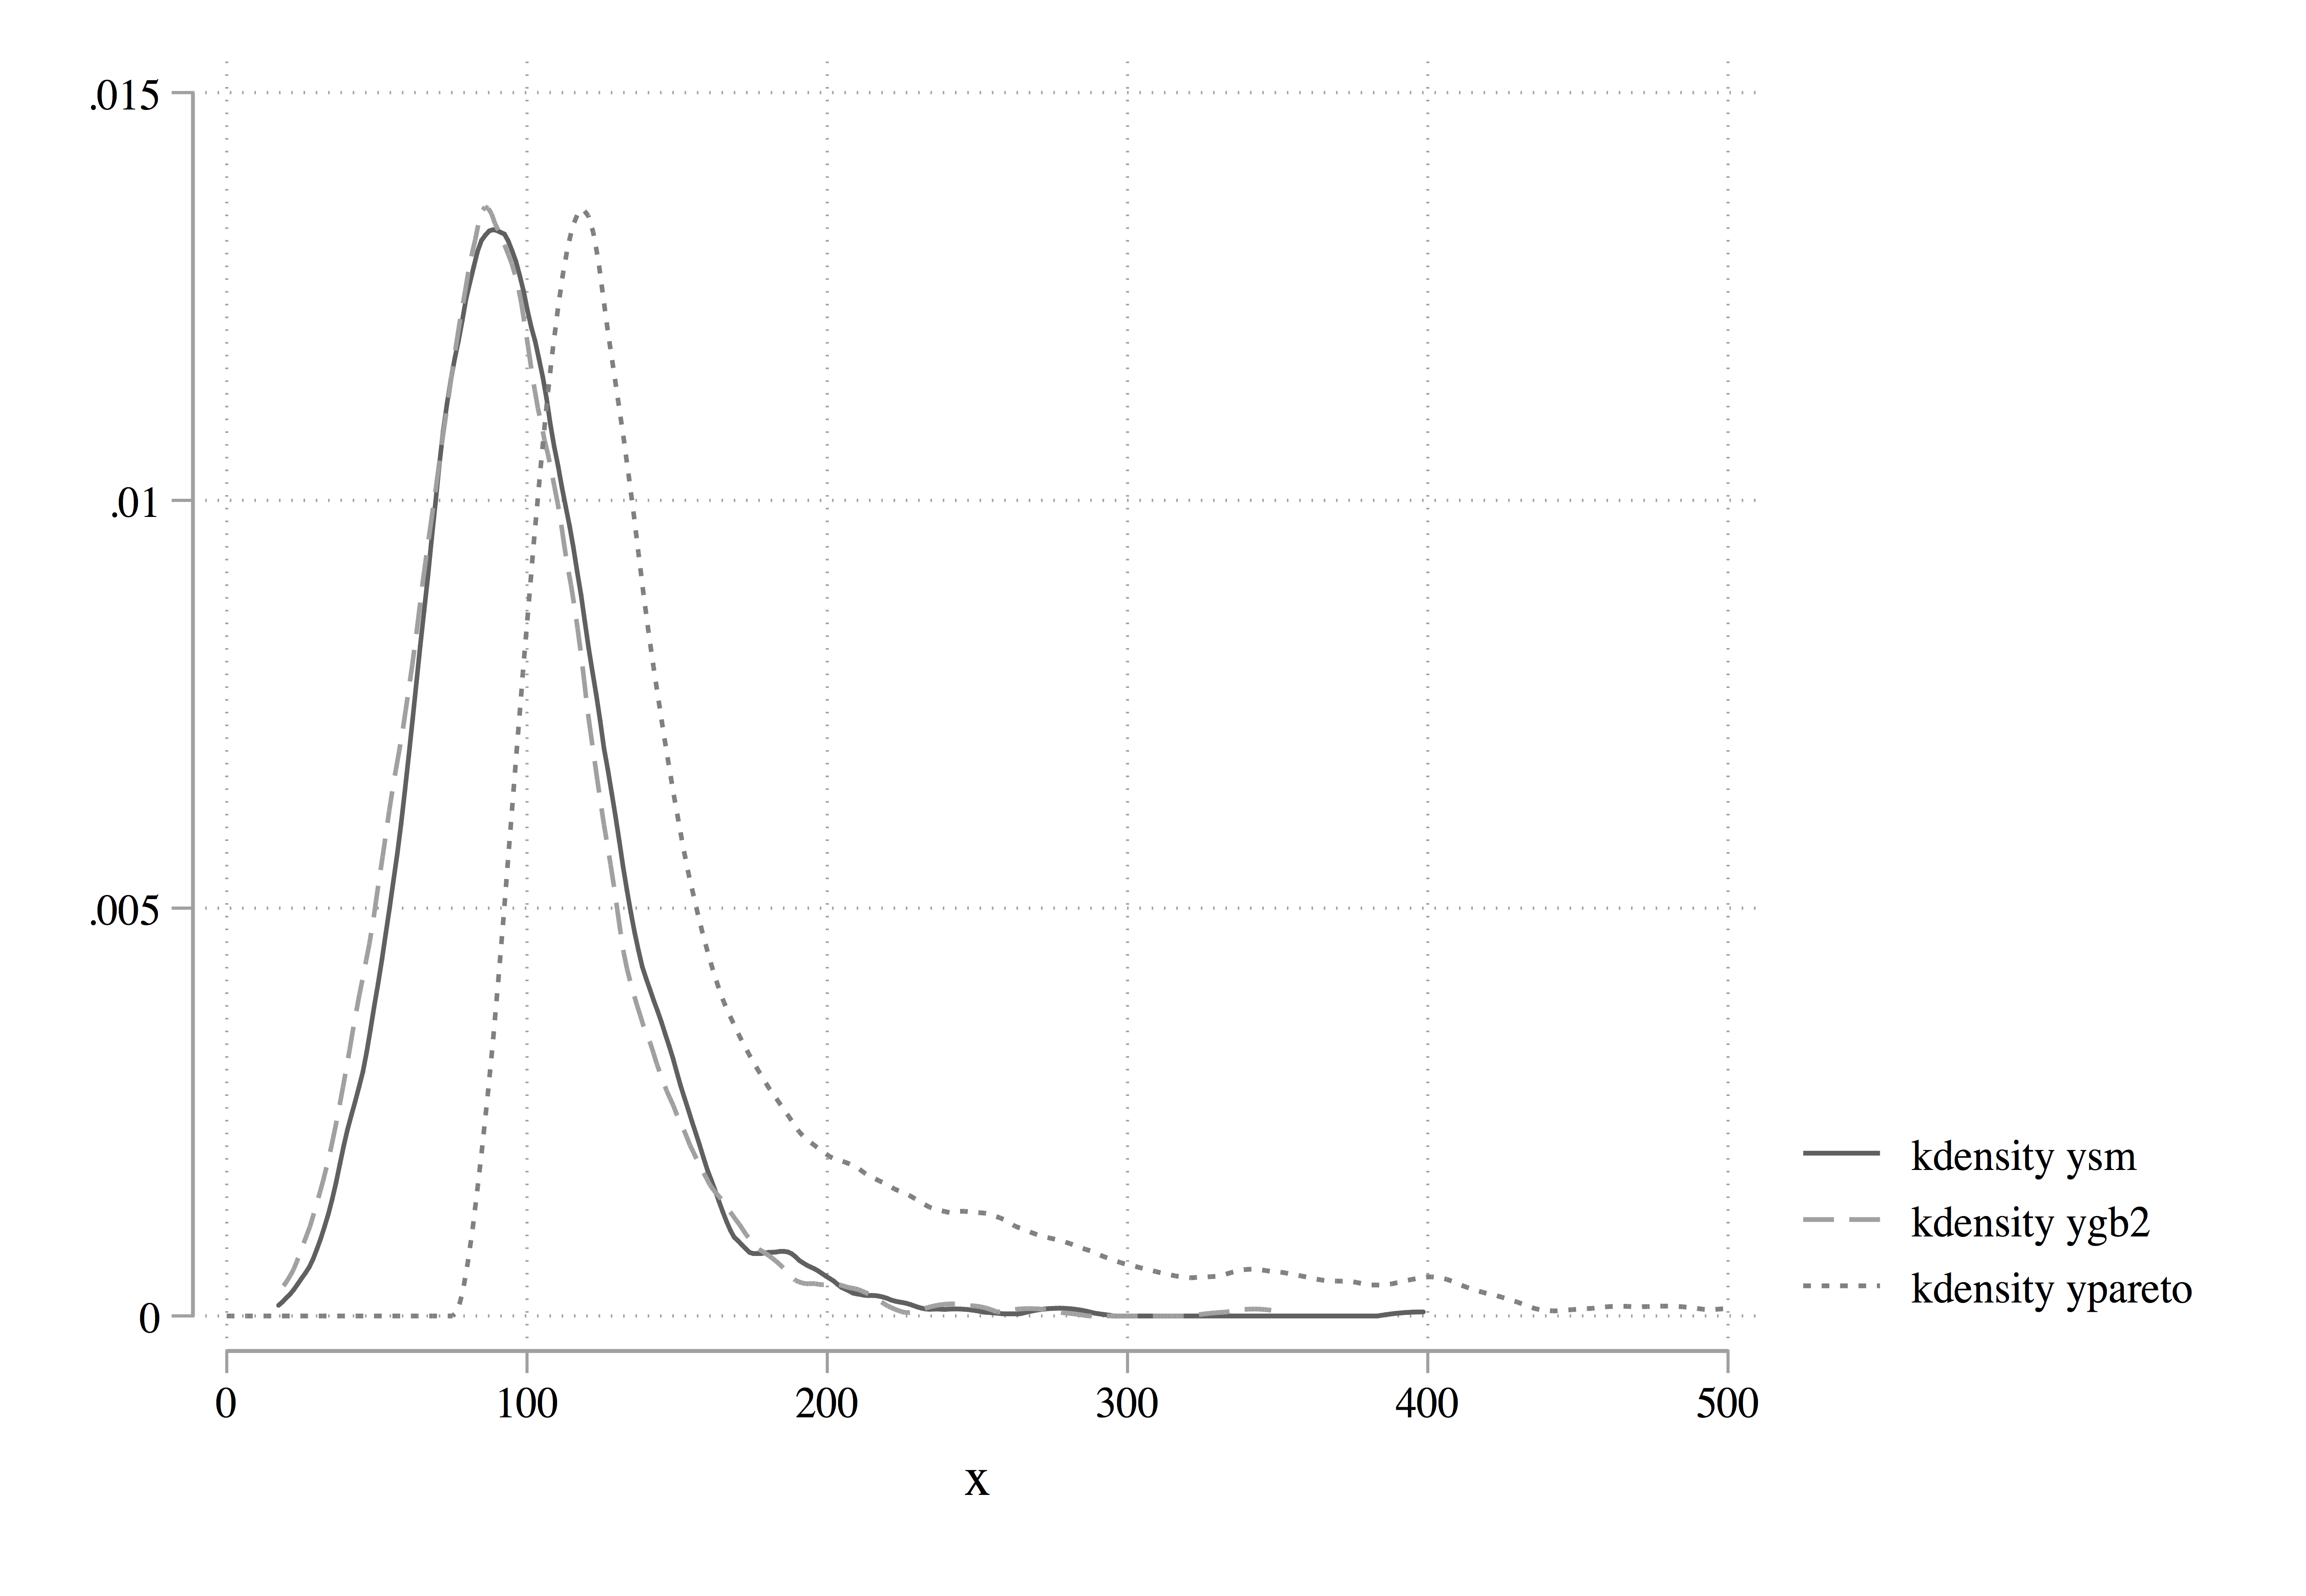 .015
.01
.005
0
0 100 200 300 400 500
x
kdensity ysm
kdensity ygb2
kdensity ypareto